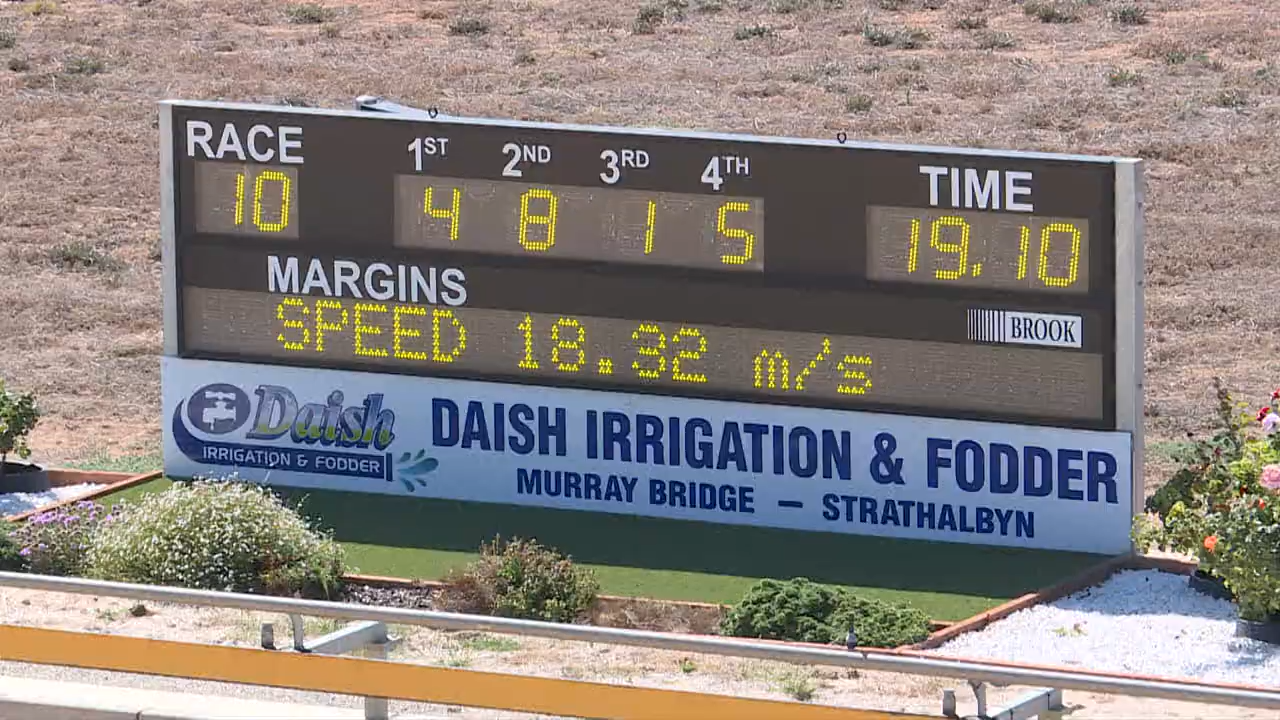 RACE 1ST 2ND 3RD 4TH TIME
10 4 8 1 5 19.10
MARGINS
BROOK
SPEED 18.32 m/s
Daish
IRRIGATION & FODDER
DAISH IRRIGATION & FODDER
MURRAY BRIDGE – STRATHALBYN